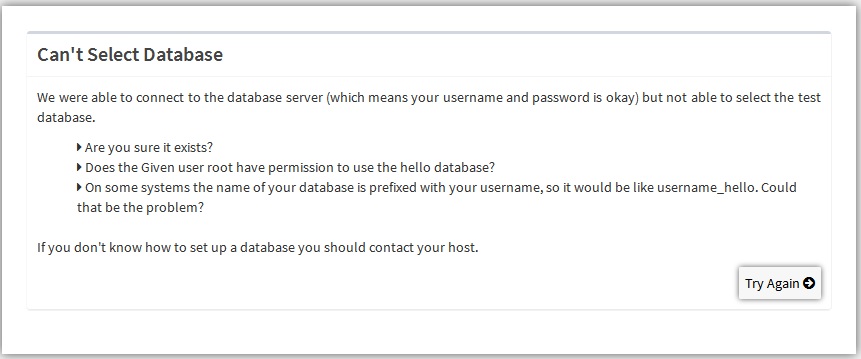 Can't Select Database
We were able to connect to the database server (which means your username and password is okay) but not able to select the test
database.
Are you sure it exists?
Does the Given user root have permission to use the hello database?
On some systems the name of your database is prefixed with your username, so it would be like username_hello. Could
that be the problem?
If you don't know how to set up a database you should contact your host.
Try Again